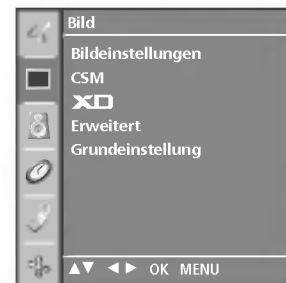 Bild
Bildeinstellungen
CSM
XD
Erweitert
Grundeinstellung
▲▼ ◄► OK MENU